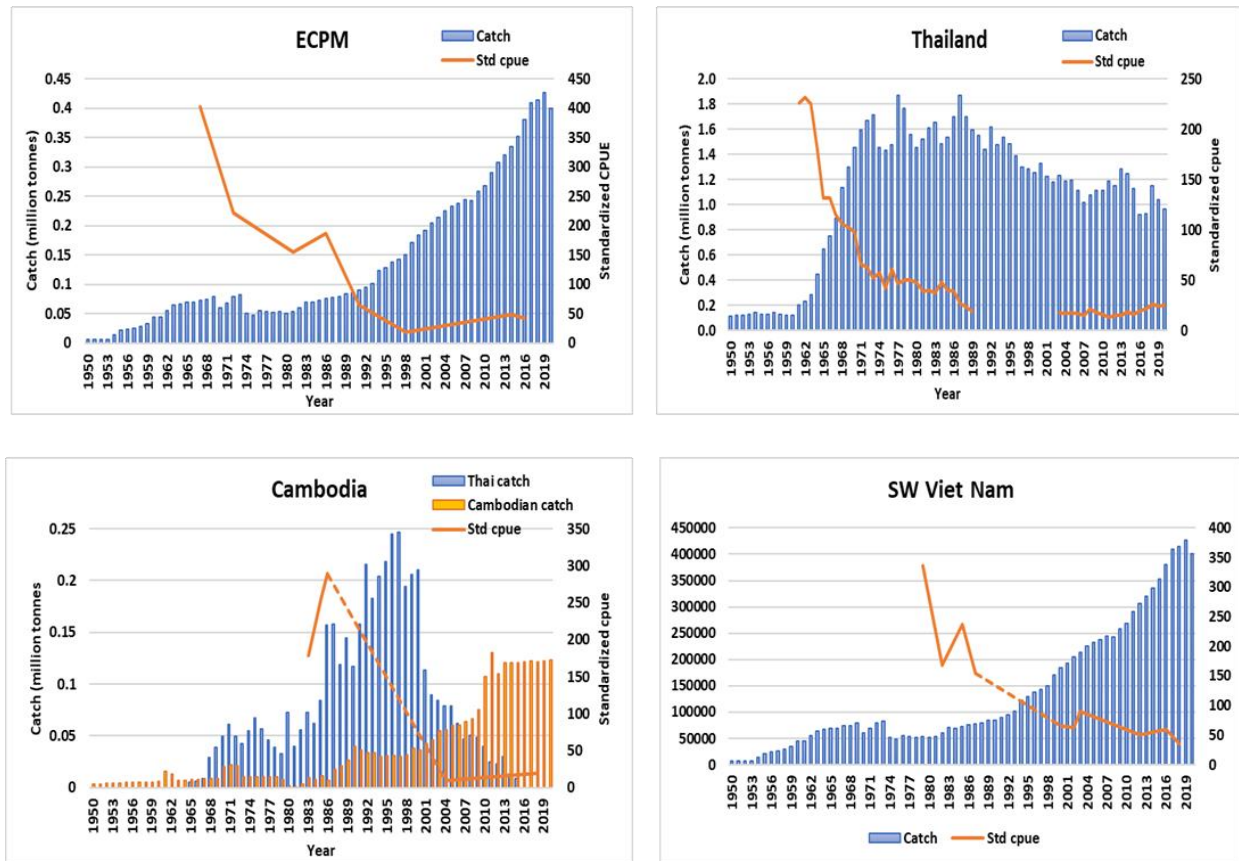 ECPM
Catch
Std cpue
Catch (million tonnes)
0.45
0.4
0.35
0.3
0.25
0.2
0.15
0.1
0.05
0
450
400
350
300
250
200
150
100
50
0
Standardized CPUE
1950 1953 1956 1959 1962 1965 1968 1971 1974 1977 1980 1983 1986 1989 1992 1995 1998 2001 2004 2007 2010 2013 2016 2019
Year
Thailand
Catch
Std cpue
Catch (million tonnes)
2.0
1.8
1.6
1.4
1.2
1.0
0.8
0.6
0.4
0.2
0.0
250
200
150
100
50
0
Standardized cpue
1950 1953 1956 1959 1962 1965 1968 1971 1974 1977 1980 1983 1986 1989 1992 1995 1998 2001 2004 2007 2010 2013 2016 2019
Year
Cambodia
Thai catch
Cambodian catch
Std cpue
Catch (million tonnes)
0.25
0.2
0.15
0.1
0.05
0
350
300
250
200
150
100
50
0
Standardized cpue
1950 1953 1956 1959 1962 1965 1968 1971 1974 1977 1980 1983 1986 1989 1992 1995 1998 2001 2004 2007 2010 2013 2016 2019
Year
SW Viet Nam
450000
400000
350000
300000
250000
200000
150000
100000
50000
0
400
350
300
250
200
150
100
50
0
1950 1953 1956 1959 1962 1965 1968 1971 1974 1977 1980 1983 1986 1989 1992 1995 1998 2001 2004 2007 2010 2013 2016 2019
Catch
Std cpue